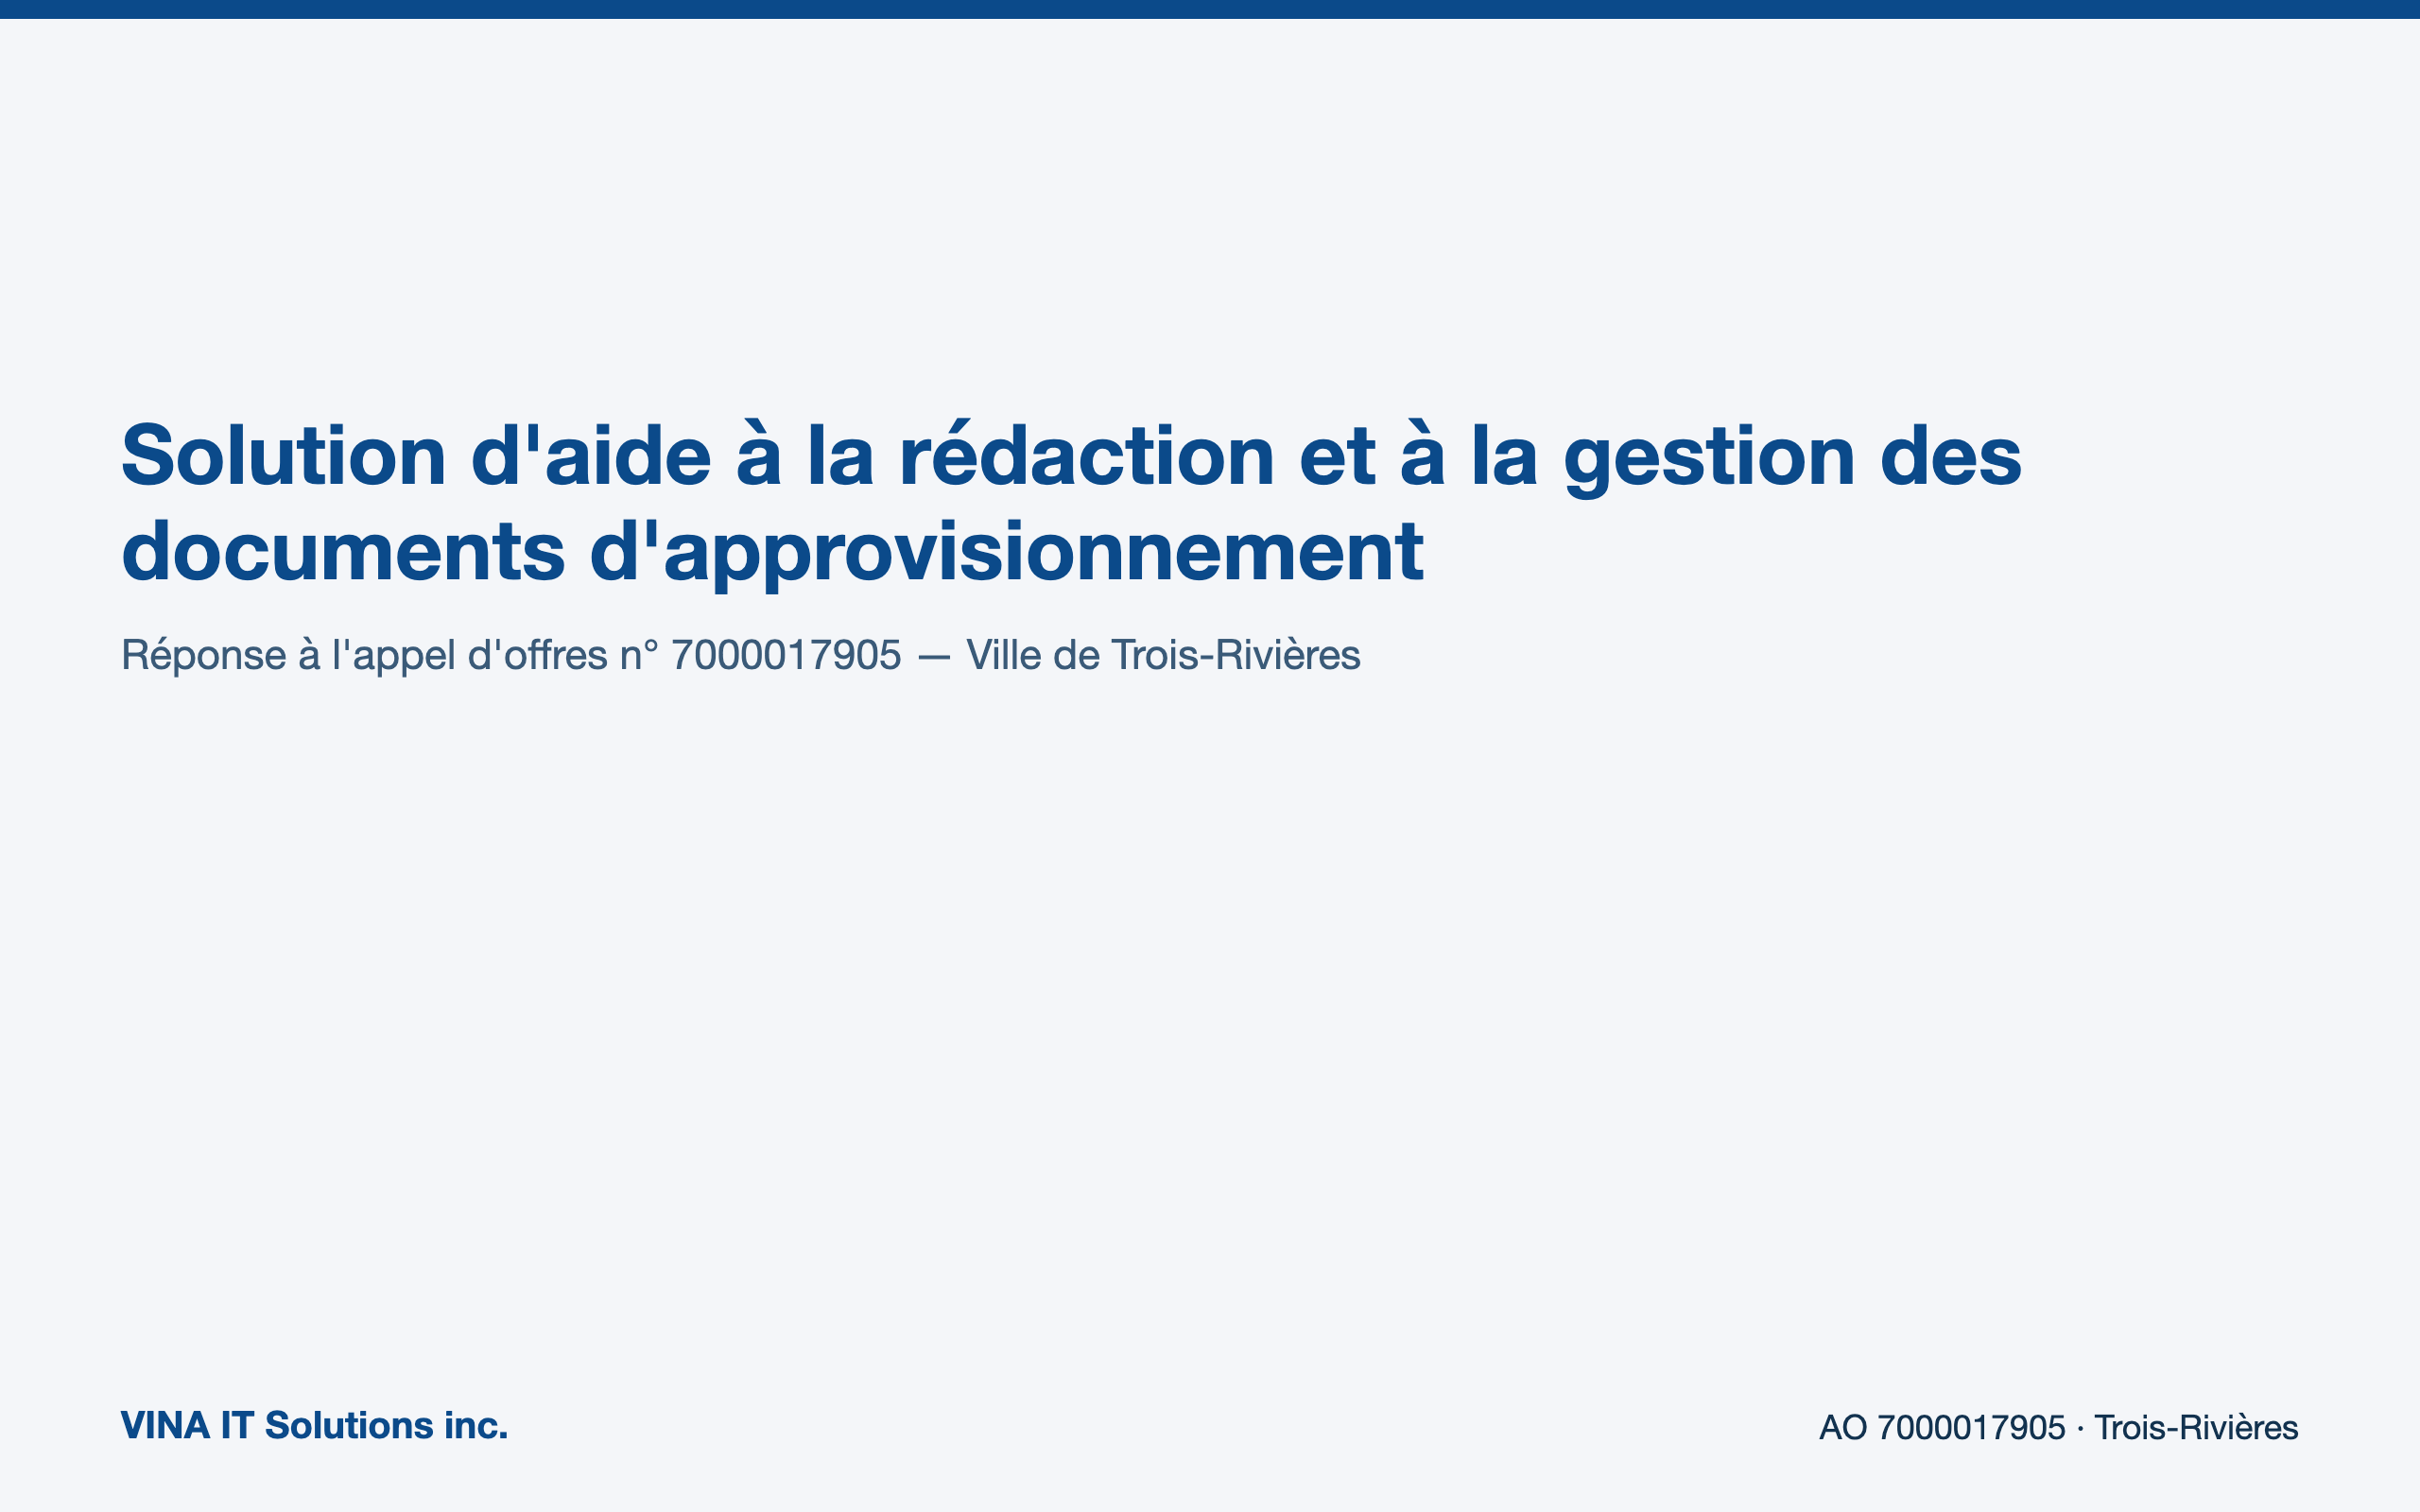 Solution d'aide à la rédaction et à la gestion des
documents d'approvisionnement
Réponse à l'appel d'offres n° 7000017905 — Ville de Trois-Rivières
VINA IT Solutions inc.
AO 7000017905 · Trois-Rivières